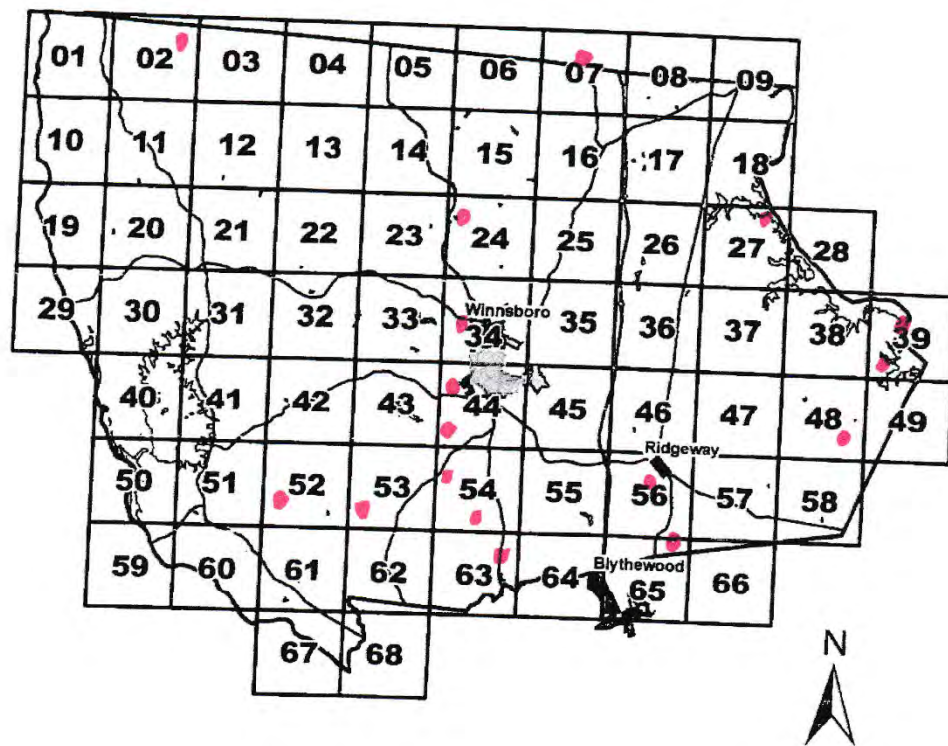 01 02 03 04 05 06 07 08 09
10 11 12 13 14 15 16 17 18
19 20 21 22 23 24 25 26 27 28
Winnsboro
29 30 31 32 33 34 35 36 37 38 39
40 41 42 43 44 45 46 47 48 49
Ridgeway
50 51 52 53 54 55 56 57 58
Blythewood
59 60 61 62 63 64 65 66
67 68
N